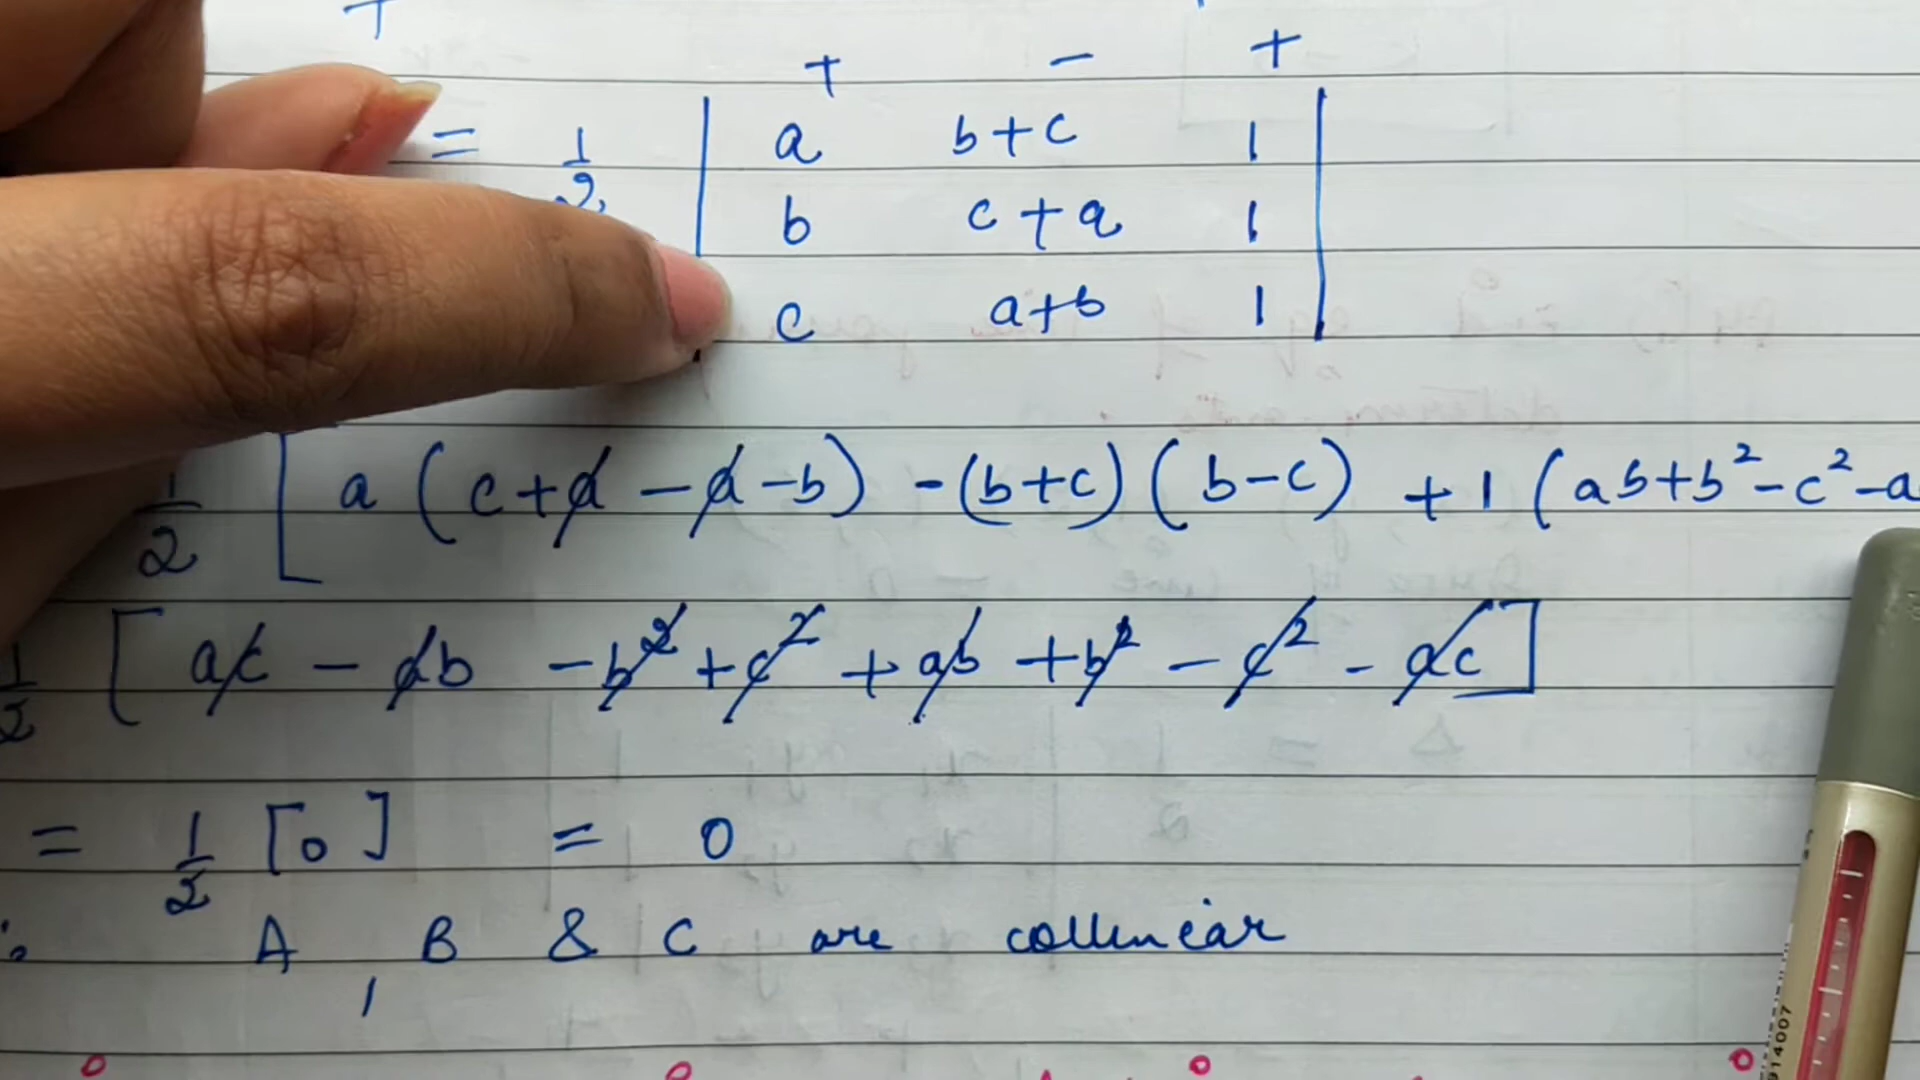 + − +
= 1/2 | a b+c 1 |
| b c+a 1 |
| c a+b 1 |
1/2 [ a (c+a−a−b) −(b+c)(b−c) +1(ab+b²−c²−a
1/2 [ ac − ab −b² +c² +ab +b² − c² − ac ]
= 1/2 [0] = 0
∴ A, B & C are collinear
914007